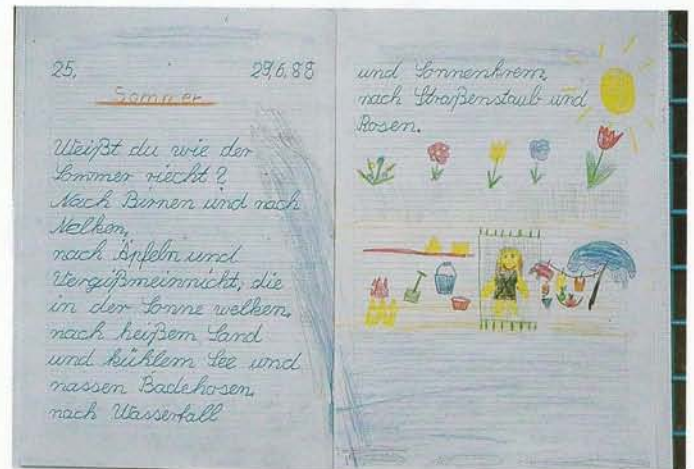 25,
29,6,88
Sommer
Weißt du wie der
Sommer riecht?
Nach Birnen und nach
Nelken,
nach Äpfeln und
Vergißmeinnicht, die
in der Sonne welken,
nach heißem Sand
und kühlem See und
nassen Badehosen,
nach Wasserfall
und Sonnenkrem,
nach Straßenstaub und
Rosen.